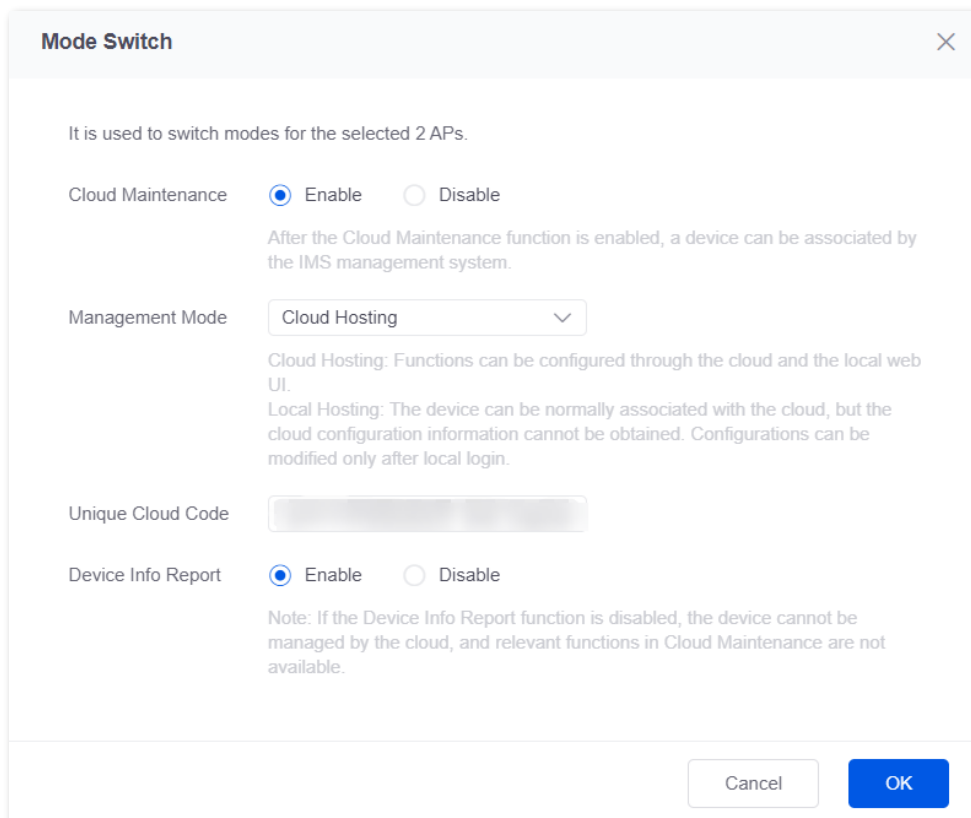 Mode Switch
It is used to switch modes for the selected 2 APs.
Cloud Maintenance Enable Disable
After the Cloud Maintenance function is enabled, a device can be associated by
the IMS management system.
Management Mode Cloud Hosting
Cloud Hosting: Functions can be configured through the cloud and the local web
UI.
Local Hosting: The device can be normally associated with the cloud, but the
cloud configuration information cannot be obtained. Configurations can be
modified only after local login.
Unique Cloud Code
Device Info Report Enable Disable
Note: If the Device Info Report function is disabled, the device cannot be
managed by the cloud, and relevant functions in Cloud Maintenance are not
available.
Cancel OK